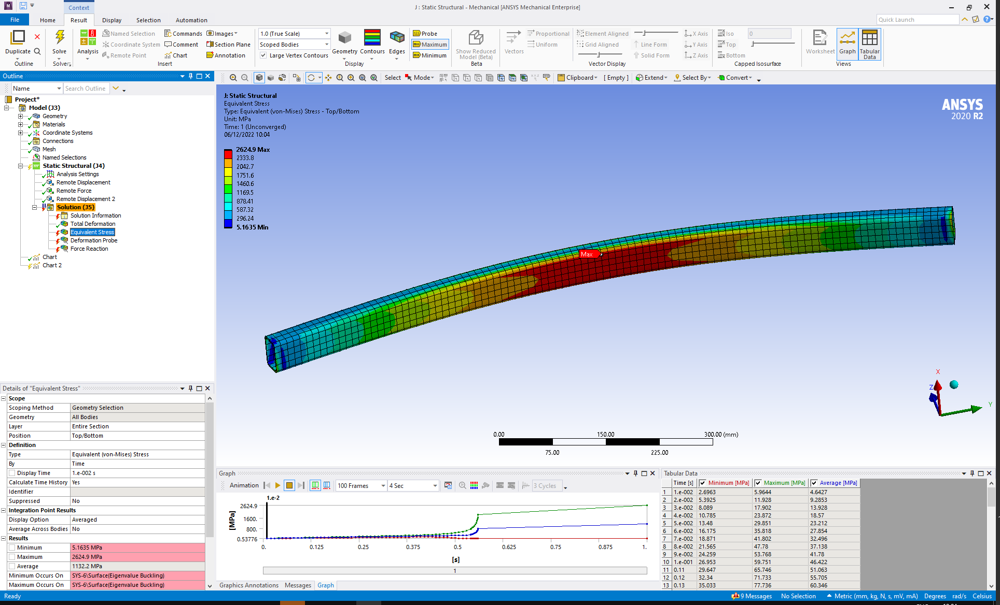 J : Static Structural - Mechanical [ANSYS Mechanical Enterprise]
Context
File Home Result Display Selection Automation
Quick Launch
Duplicate
Outline
Solve
Solver
Analysis
Named Selection
Coordinate System
Remote Point
Commands
Comment
Chart
Images
Section Plane
Annotation
Insert
1.0 (True Scale)
Scoped Bodies
Large Vertex Contours
Geometry
Contours
Edges
Display
Probe
Maximum
Minimum
Show Reduced
Model (Beta)
Beta
Vectors
Proportional
Uniform
Element Aligned
Grid Aligned
Line Form
Solid Form
X Axis
Y Axis
Z Axis
Vector Display
Iso
Top
Bottom
0
Capped Isosurface
Worksheet
Graph
Tabular
Data
Views
Outline
Name
Search Outline
Select Mode Clipboard [ Empty ] Extend Select By Convert
Project*
Model (J3)
Geometry
Materials
Coordinate Systems
Connections
Mesh
Named Selections
Static Structural (J4)
Analysis Settings
Remote Displacement
Remote Force
Remote Displacement 2
Solution (J5)
Solution Information
Total Deformation
Equivalent Stress
Deformation Probe
Force Reaction
Chart
Chart 2
J: Static Structural
Equivalent Stress
Type: Equivalent (von-Mises) Stress - Top/Bottom
Unit: MPa
Time: 1 (Unconverged)
06/12/2022 10:04
2624.9 Max
2333.8
2042.7
1751.6
1460.6
1169.5
878.41
587.32
296.24
5.1635 Min
ANSYS
2020 R2
Max
X
Y
Z
0.00 150.00 300.00 (mm)
75.00 225.00
Details of "Equivalent Stress"
Scope
Scoping Method Geometry Selection
Geometry All Bodies
Layer Entire Section
Position Top/Bottom
Definition
Type Equivalent (von-Mises) Stress
By Time
Display Time 1.e-002 s
Calculate Time History Yes
Identifier
Suppressed No
Integration Point Results
Display Option Averaged
Average Across Bodies No
Results
Minimum 5.1635 MPa
Maximum 2624.9 MPa
Average 1132.2 MPa
Minimum Occurs On SYS-6\Surface(Eigenvalue Buckling)
Maximum Occurs On SYS-6\Surface(Eigenvalue Buckling)
Graph
Animation 100 Frames 4 Sec 3 Cycles
1.e-2
2624.9
1600.
800.
0.53776
[MPa]
0. 0.125 0.25 0.375 0.5 0.625 0.75 0.875 1.
[s]
1
Graphics Annotations Messages Graph
Tabular Data
Time [s] Minimum [MPa] Maximum [MPa] Average [MPa]
1 1.e-002 2.6963 5.9644 4.6427
2 2.e-002 5.3925 11.928 9.2853
3 3.e-002 8.089 17.902 13.928
4 4.e-002 10.785 23.872 18.57
5 5.e-002 13.48 29.851 23.212
6 6.e-002 16.175 35.818 27.854
7 7.e-002 18.871 41.802 32.496
8 8.e-002 21.565 47.78 37.138
9 9.e-002 24.259 53.768 41.78
10 1.e-001 26.953 59.751 46.422
11 0.11 29.647 65.746 51.063
12 0.12 32.34 71.733 55.705
13 0.13 35.033 77.736 60.346
Ready
9 Messages No Selection Metric (mm, kg, N, s, mV, mA) Degrees rad/s Celsius